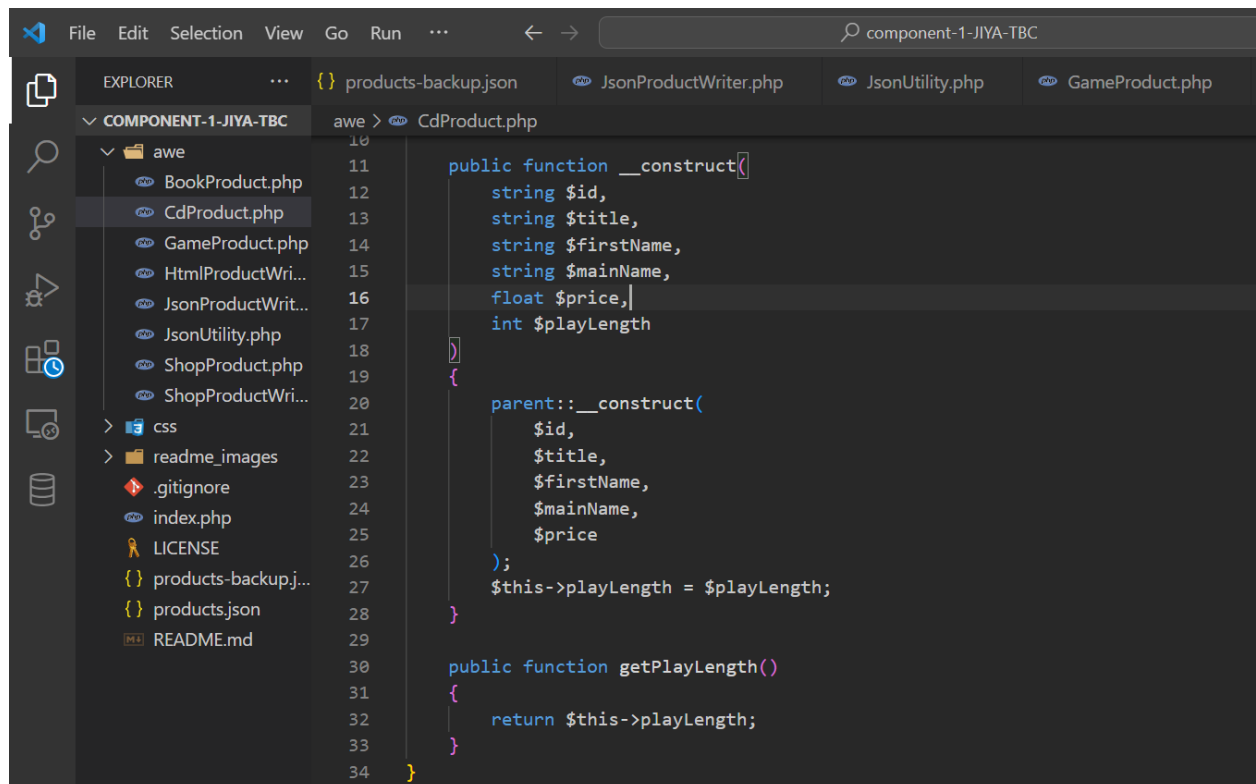 File Edit Selection View Go Run ··· ← → component-1-JIYA-TBC
EXPLORER ···
COMPONENT-1-JIYA-TBC
awe
BookProduct.php
CdProduct.php
GameProduct.php
HtmlProductWri...
JsonProductWrit...
JsonUtility.php
ShopProduct.php
ShopProductWri...
css
readme_images
.gitignore
index.php
LICENSE
{} products-backup.j...
{} products.json
README.md
{} products-backup.json JsonProductWriter.php JsonUtility.php GameProduct.php
awe > CdProduct.php
10
11 public function __construct(
12 string $id,
13 string $title,
14 string $firstName,
15 string $mainName,
16 float $price,
17 int $playLength
18 )
19 {
20 parent::__construct(
21 $id,
22 $title,
23 $firstName,
24 $mainName,
25 $price
26 );
27 $this->playLength = $playLength;
28 }
29
30 public function getPlayLength()
31 {
32 return $this->playLength;
33 }
34 }